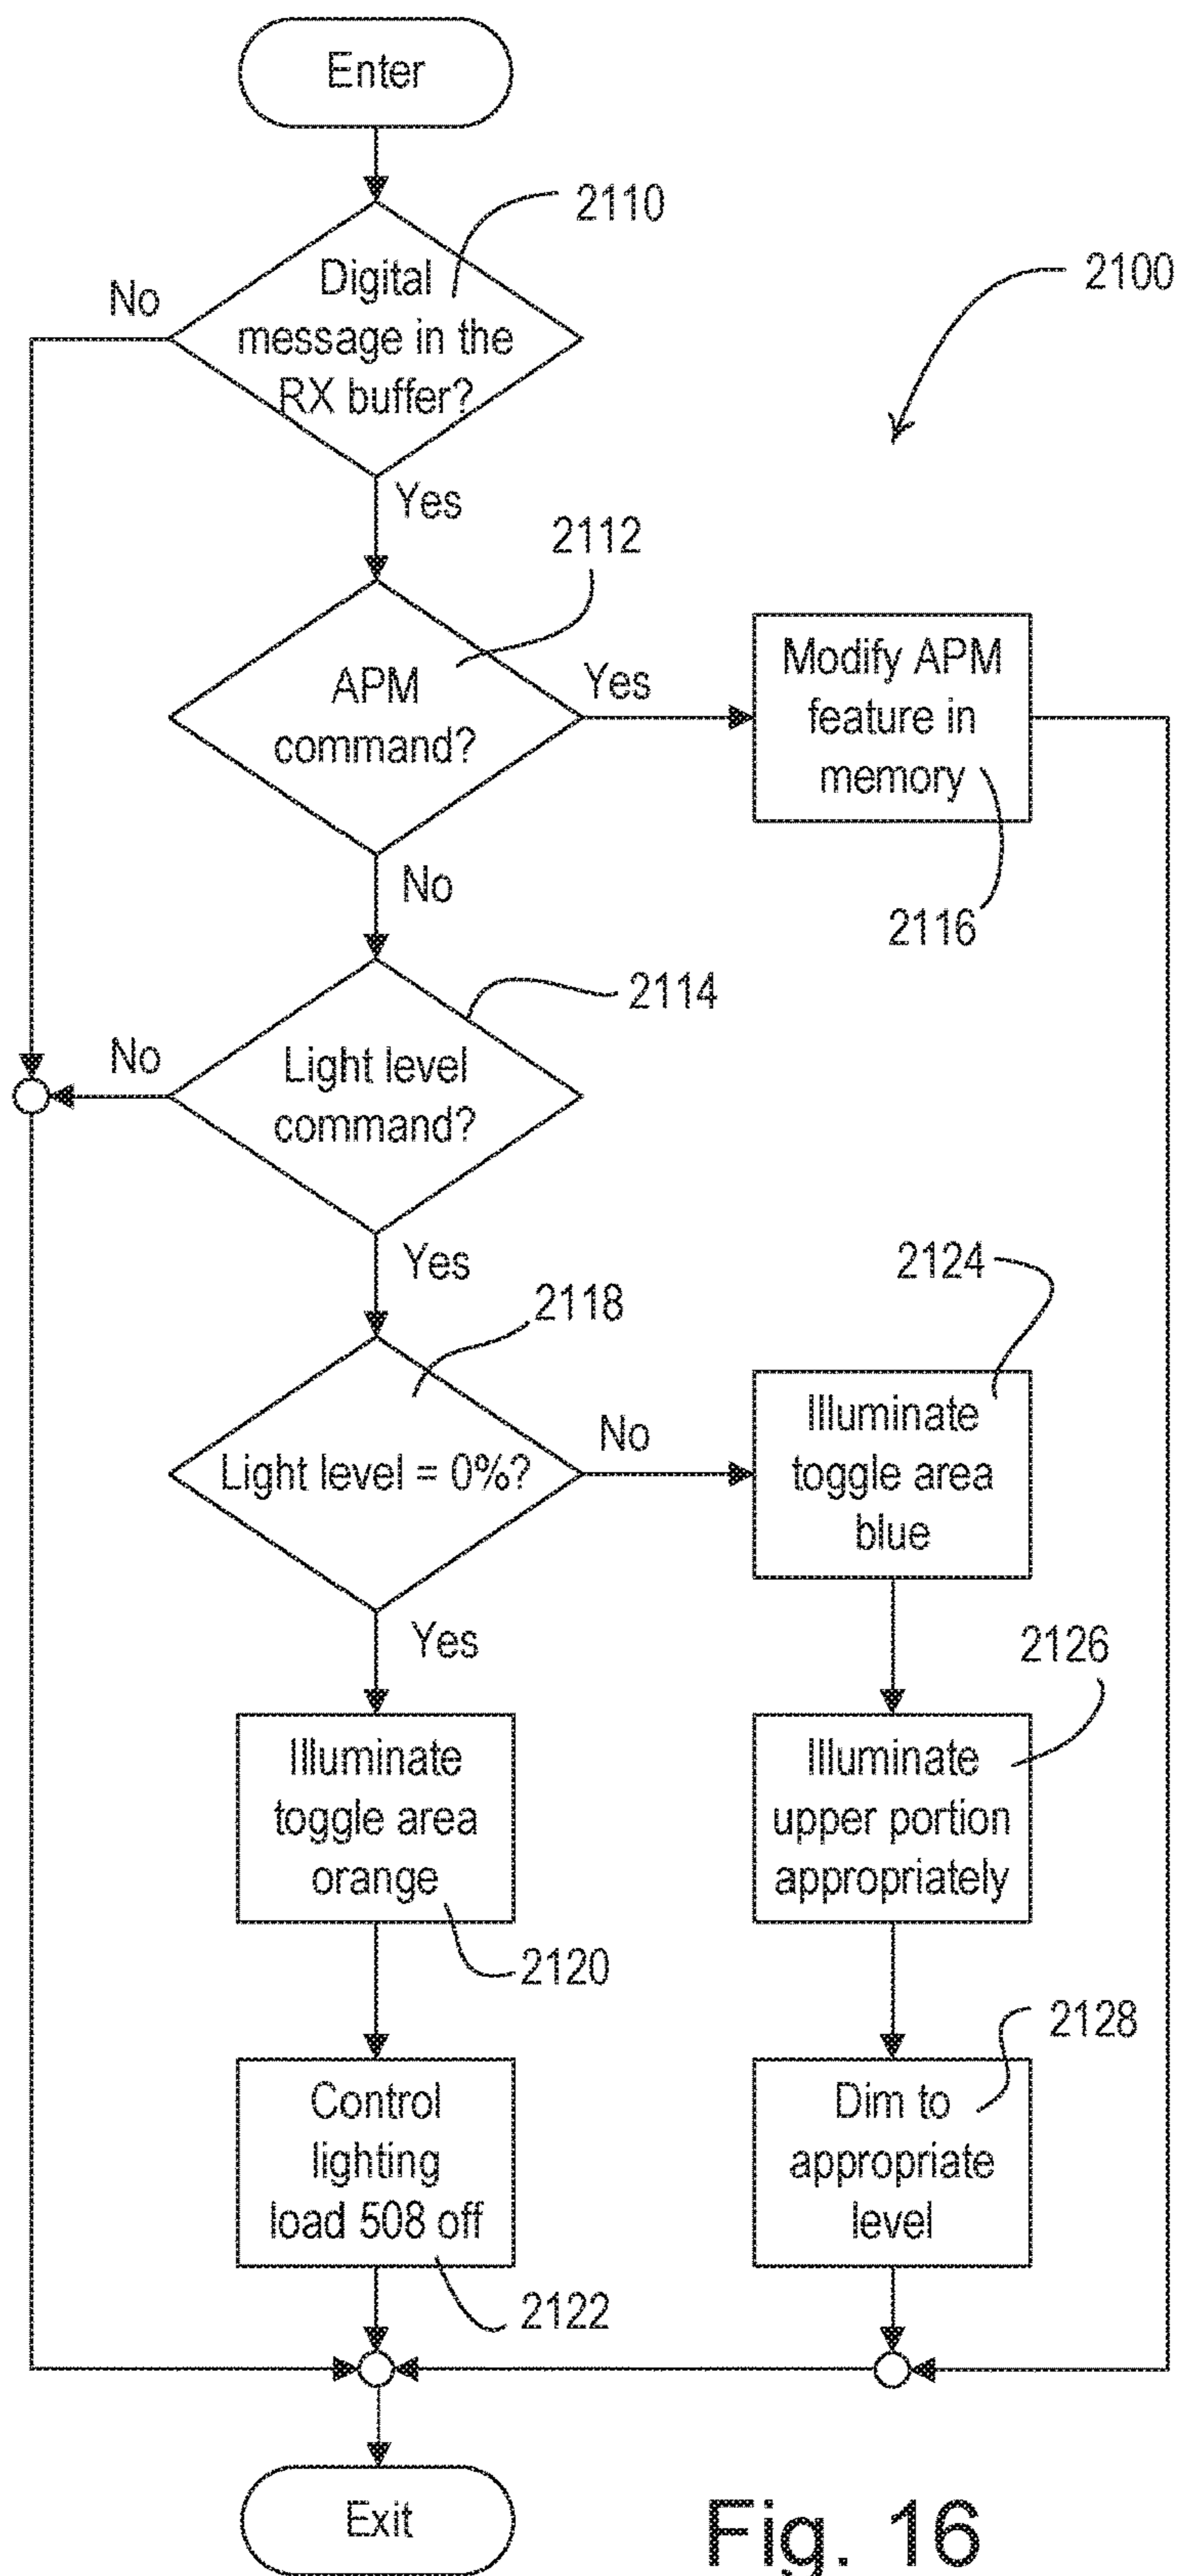 Enter
2110
Digital
message in the
RX buffer?
No
2100
Yes
2112
APM
command?
Yes
Modify APM
feature in
memory
2116
No
2114
Light level
command?
No
Yes
2118
2124
Light level = 0%?
No
Illuminate
toggle area
blue
Yes
2126
Illuminate
toggle area
orange
2120
Illuminate
upper portion
appropriately
2128
Control
lighting
load 508 off
2122
Dim to
appropriate
level
Exit
Fig. 16